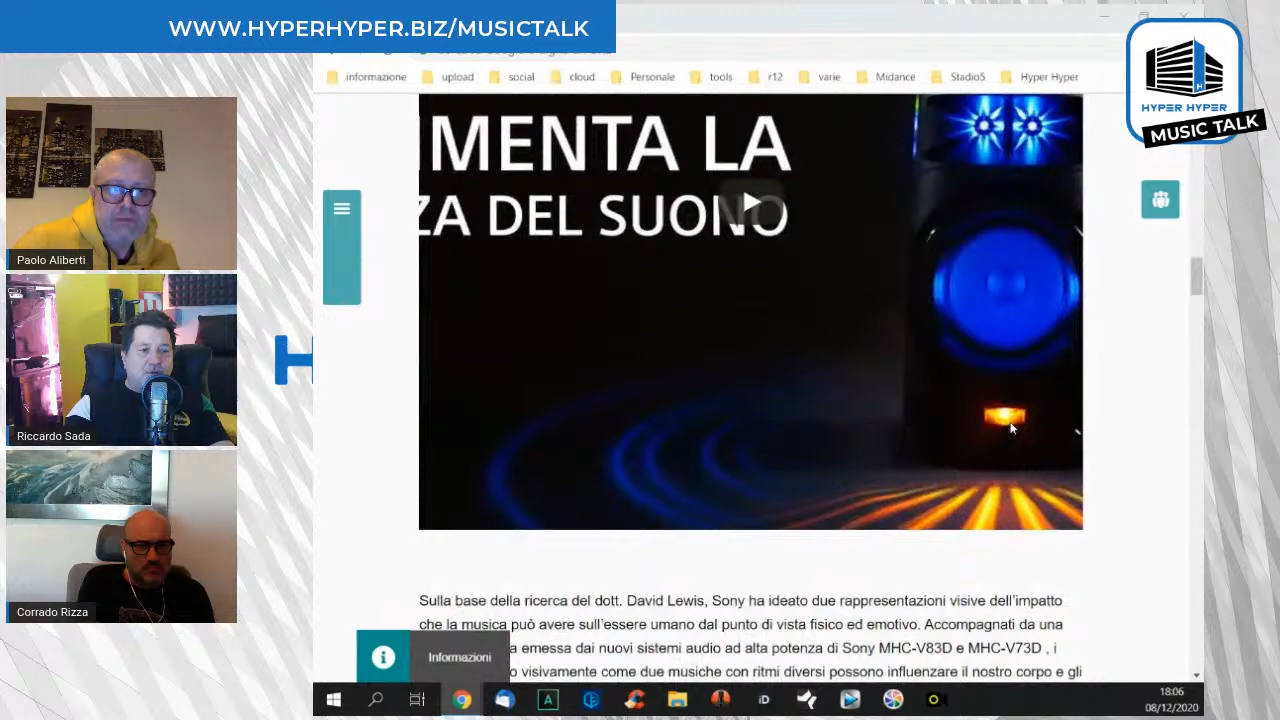 WWW.HYPERHYPER.BIZ/MUSICTALK
HYPER HYPER
MUSIC TALK
informazione
upload
social
cloud
Personale
tools
r12
varie
Midance
Stadio5
Hyper Hyper
IMENTA LA
ZA DEL SUONO
Paolo Aliberti
Riccardo Sada
Corrado Rizza
H
Sulla base della ricerca del dott. David Lewis, Sony ha ideato due rappresentazioni visive dell'impatto
che la musica può avere sull'essere umano dal punto di vista fisico ed emotivo. Accompagnati da una
a emessa dai nuovi sistemi audio ad alta potenza di Sony MHC-V83D e MHC-V73D , i
o visivamente come due musiche con ritmi diversi possono influenzare il nostro corpo e gli
Informazioni
18:06
08/12/2020